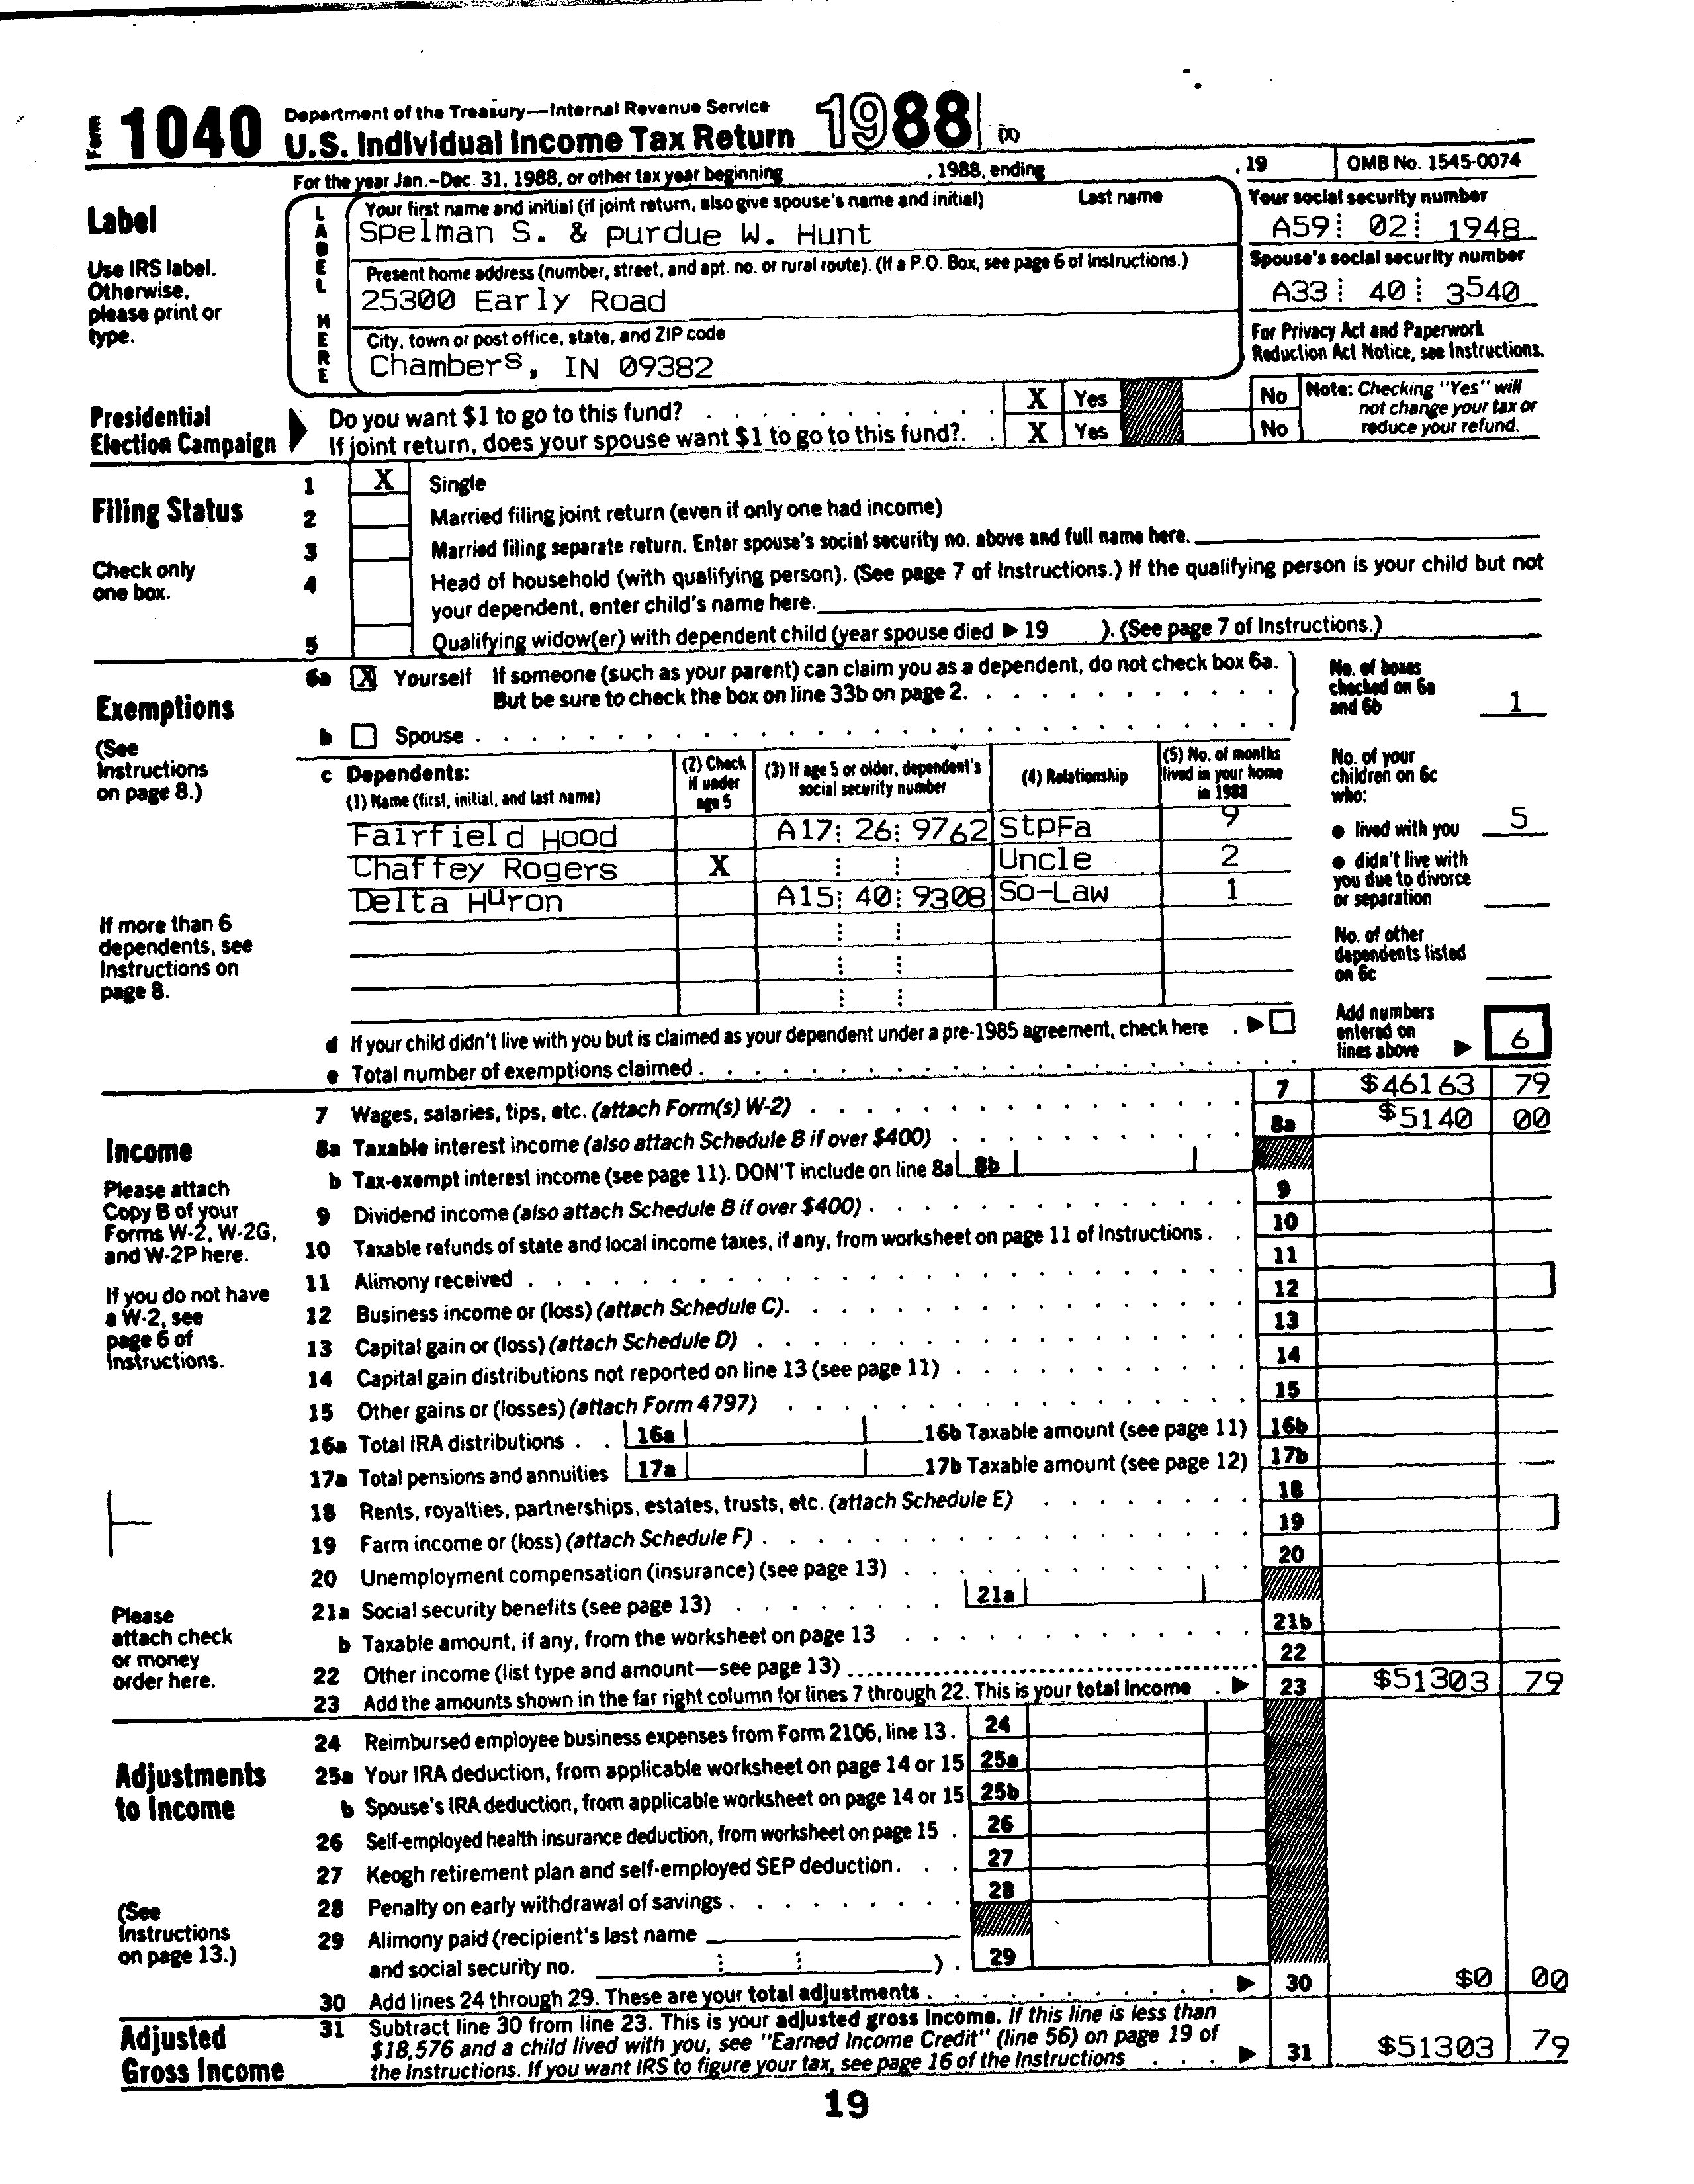 Form 1040 Department of the Treasury—Internal Revenue Service
U.S. Individual Income Tax Return 1988 (X)
For the year Jan.-Dec. 31, 1988, or other tax year beginning , 1988, ending , 19 OMB No. 1545-0074
Label
Use IRS label.
Otherwise,
please print or
type.
LABEL HERE
Your first name and initial (if joint return, also give spouse's name and initial) Last name
Spelman S. & purdue W. Hunt
Your social security number
A59 02 1948
Present home address (number, street, and apt. no. or rural route). (If a P.O. Box, see page 6 of Instructions.)
25300 Early Road
Spouse's social security number
A33 40 3540
City, town or post office, state, and ZIP code
Chambers, IN 09382
For Privacy Act and Paperwork
Reduction Act Notice, see Instructions.
Presidential
Election Campaign
Do you want $1 to go to this fund? X Yes No
If joint return, does your spouse want $1 to go to this fund?. X Yes No
Note: Checking "Yes" will
not change your tax or
reduce your refund.
Filing Status
Check only
one box.
1 X Single
2 Married filing joint return (even if only one had income)
3 Married filing separate return. Enter spouse's social security no. above and full name here.
4 Head of household (with qualifying person). (See page 7 of Instructions.) If the qualifying person is your child but not
your dependent, enter child's name here.
5 Qualifying widow(er) with dependent child (year spouse died ▶ 19 ). (See page 7 of Instructions.)
Exemptions
(See
Instructions
on page 8.)
6a X Yourself If someone (such as your parent) can claim you as a dependent, do not check box 6a.
But be sure to check the box on line 33b on page 2.
b Spouse
No. of boxes
checked on 6a
and 6b 1
c Dependents:
(1) Name (first, initial, and last name)
(2) Check
if under
age 5
(3) If age 5 or older, dependent's
social security number
(4) Relationship
(5) No. of months
lived in your home
in 1988
Fairfield Hood A17 26 9762 StpFa 9
Chaffey Rogers X Uncle 2
Delta Huron A15 40 9308 So-Law 1
No. of your
children on 6c
who:
● lived with you 5
● didn't live with
you due to divorce
or separation
No. of other
dependents listed
on 6c
If more than 6
dependents, see
Instructions on
page 8.
d If your child didn't live with you but is claimed as your dependent under a pre-1985 agreement, check here ▶
e Total number of exemptions claimed
Add numbers
entered on
lines above ▶ 6
Income
Please attach
Copy B of your
Forms W-2, W-2G,
and W-2P here.
If you do not have
a W-2, see
page 6 of
Instructions.
7 Wages, salaries, tips, etc. (attach Form(s) W-2) 7 $46163 79
8a Taxable interest income (also attach Schedule B if over $400) 8a $5140 00
b Tax-exempt interest income (see page 11). DON'T include on line 8a 8b
9 Dividend income (also attach Schedule B if over $400) 9
10 Taxable refunds of state and local income taxes, if any, from worksheet on page 11 of Instructions 10
11 Alimony received 11
12 Business income or (loss) (attach Schedule C). 12
13 Capital gain or (loss) (attach Schedule D) 13
14 Capital gain distributions not reported on line 13 (see page 11) 14
15 Other gains or (losses) (attach Form 4797) 15
16a Total IRA distributions 16a 16b Taxable amount (see page 11) 16b
17a Total pensions and annuities 17a 17b Taxable amount (see page 12) 17b
18 Rents, royalties, partnerships, estates, trusts, etc. (attach Schedule E) 18
19 Farm income or (loss) (attach Schedule F) 19
20 Unemployment compensation (insurance) (see page 13) 20
21a Social security benefits (see page 13) 21a
b Taxable amount, if any, from the worksheet on page 13 21b
22 Other income (list type and amount—see page 13) 22
23 Add the amounts shown in the far right column for lines 7 through 22. This is your total income ▶ 23 $51303 79
Please
attach check
or money
order here.
Adjustments
to Income
(See
Instructions
on page 13.)
24 Reimbursed employee business expenses from Form 2106, line 13. 24
25a Your IRA deduction, from applicable worksheet on page 14 or 15 25a
b Spouse's IRA deduction, from applicable worksheet on page 14 or 15 25b
26 Self-employed health insurance deduction, from worksheet on page 15 26
27 Keogh retirement plan and self-employed SEP deduction 27
28 Penalty on early withdrawal of savings 28
29 Alimony paid (recipient's last name
and social security no. ) 29
30 Add lines 24 through 29. These are your total adjustments ▶ 30 $0 00
Adjusted
Gross Income
31 Subtract line 30 from line 23. This is your adjusted gross income. If this line is less than
$18,576 and a child lived with you, see "Earned Income Credit" (line 56) on page 19 of
the Instructions. If you want IRS to figure your tax, see page 16 of the Instructions ▶ 31 $51303 79
19